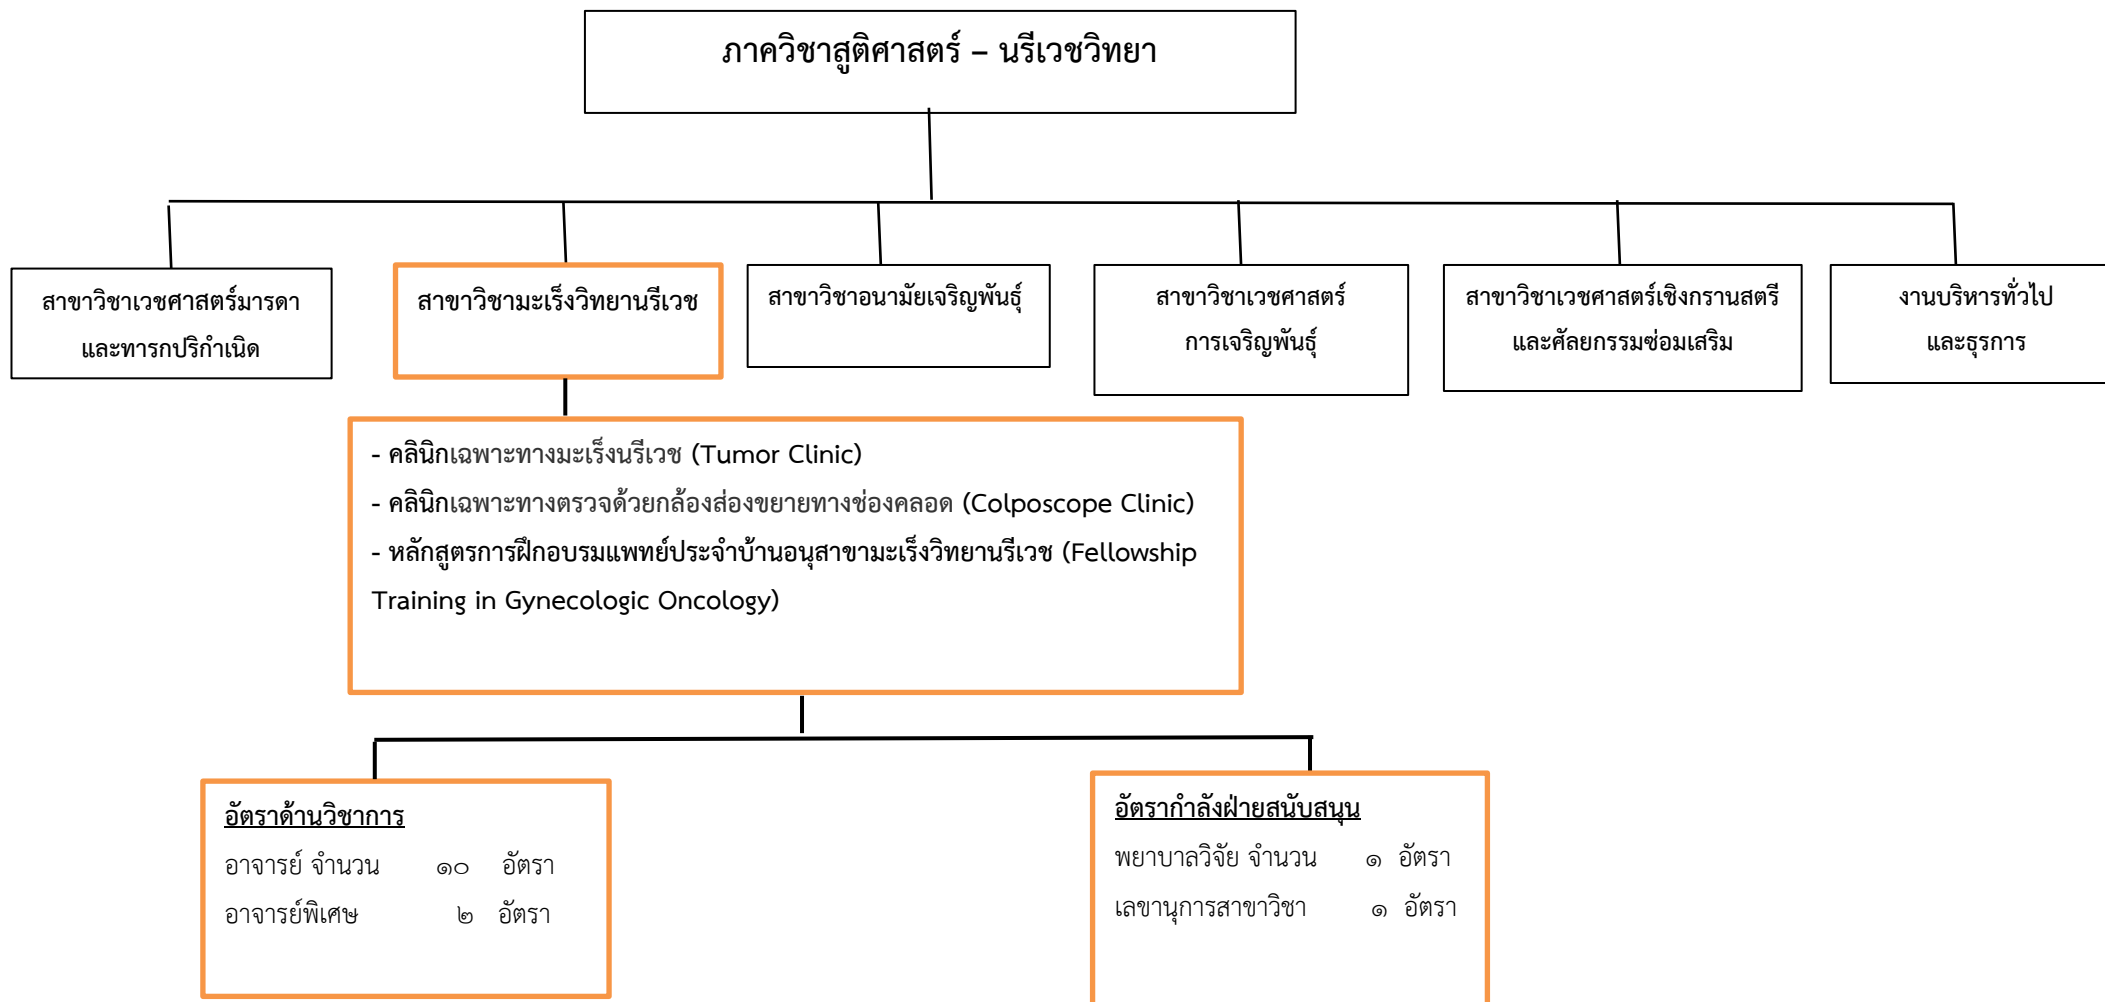 ภาควิชาสูติศาสตร์ – นรีเวชวิทยา
สาขาวิชาเวชศาสตร์มารดา
และทารกปริกำเนิด
สาขาวิชามะเร็งวิทยานรีเวช
สาขาวิชาอนามัยเจริญพันธุ์
สาขาวิชาเวชศาสตร์
การเจริญพันธุ์
สาขาวิชาเวชศาสตร์เชิงกรานสตรี
และศัลยกรรมซ่อมเสริม
งานบริหารทั่วไป
และธุรการ
- คลินิกเฉพาะทางมะเร็งนรีเวช (Tumor Clinic)
- คลินิกเฉพาะทางตรวจด้วยกล้องส่องขยายทางช่องคลอด (Colposcope Clinic)
- หลักสูตรการฝึกอบรมแพทย์ประจำบ้านอนุสาขามะเร็งวิทยานรีเวช (Fellowship
Training in Gynecologic Oncology)
อัตราด้านวิชาการ
อาจารย์ จำนวน ๑๐ อัตรา
อาจารย์พิเศษ ๒ อัตรา
อัตรากำลังฝ่ายสนับสนุน
พยาบาลวิจัย จำนวน ๑ อัตรา
เลขานุการสาขาวิชา ๑ อัตรา